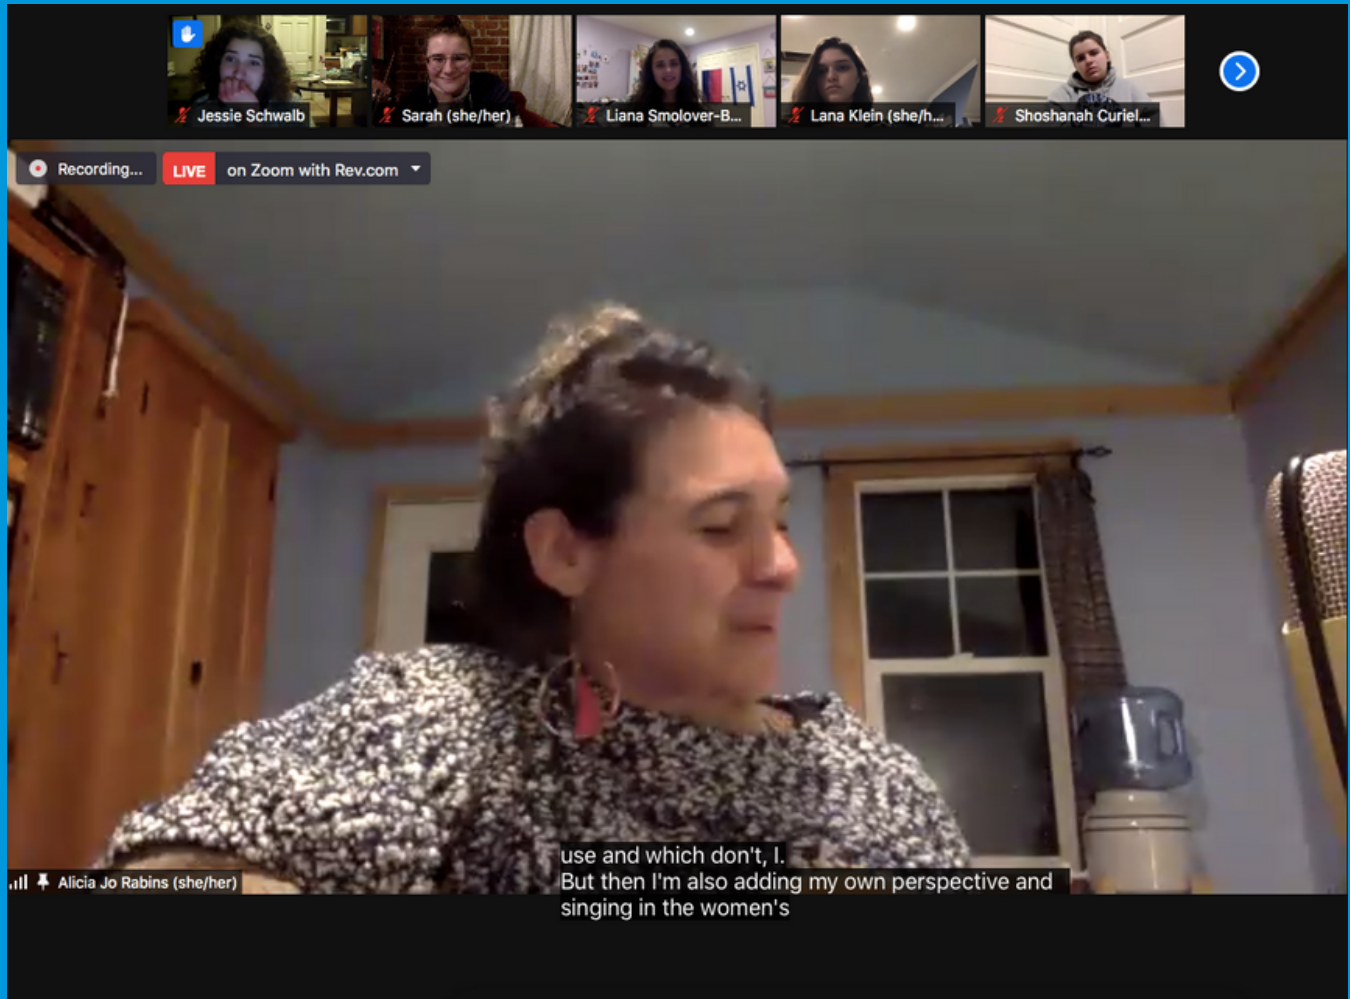 Jessie Schwalb
Sarah (she/her)
Liana Smolover-B...
Lana Klein (she/h...
Shoshanah Curiel...
Recording...
LIVE on Zoom with Rev.com
use and which don't, I.
But then I'm also adding my own perspective and
singing in the women's
Alicia Jo Rabins (she/her)